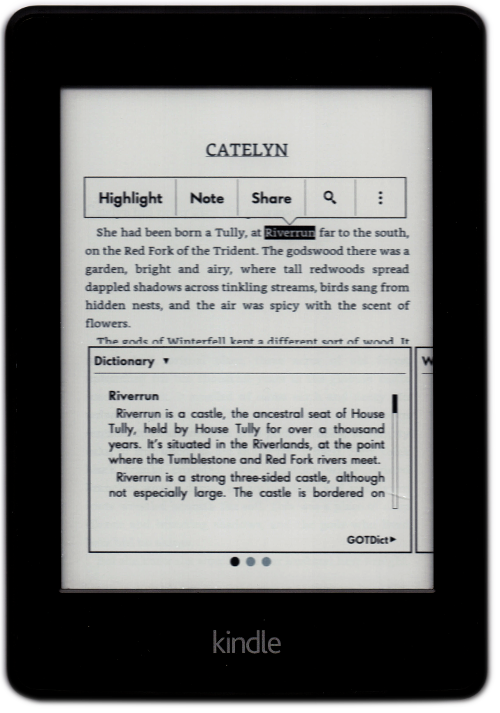 CATELYN
Highlight Note Share
She had been born a Tully, at Riverrun far to the south,
on the Red Fork of the Trident. The godswood there was a
garden, bright and airy, where tall redwoods spread
dappled shadows across tinkling streams, birds sang from
hidden nests, and the air was spicy with the scent of
flowers.
The gods of Winterfell kept a different sort of wood. It
Dictionary ▼
W
Riverrun
Riverrun is a castle, the ancestral seat of House
Tully, held by House Tully for over a thousand
years. It's situated in the Riverlands, at the point
where the Tumblestone and Red Fork rivers meet.
Riverrun is a strong three-sided castle, although
not especially large. The castle is bordered on
GOTDict▸
kindle